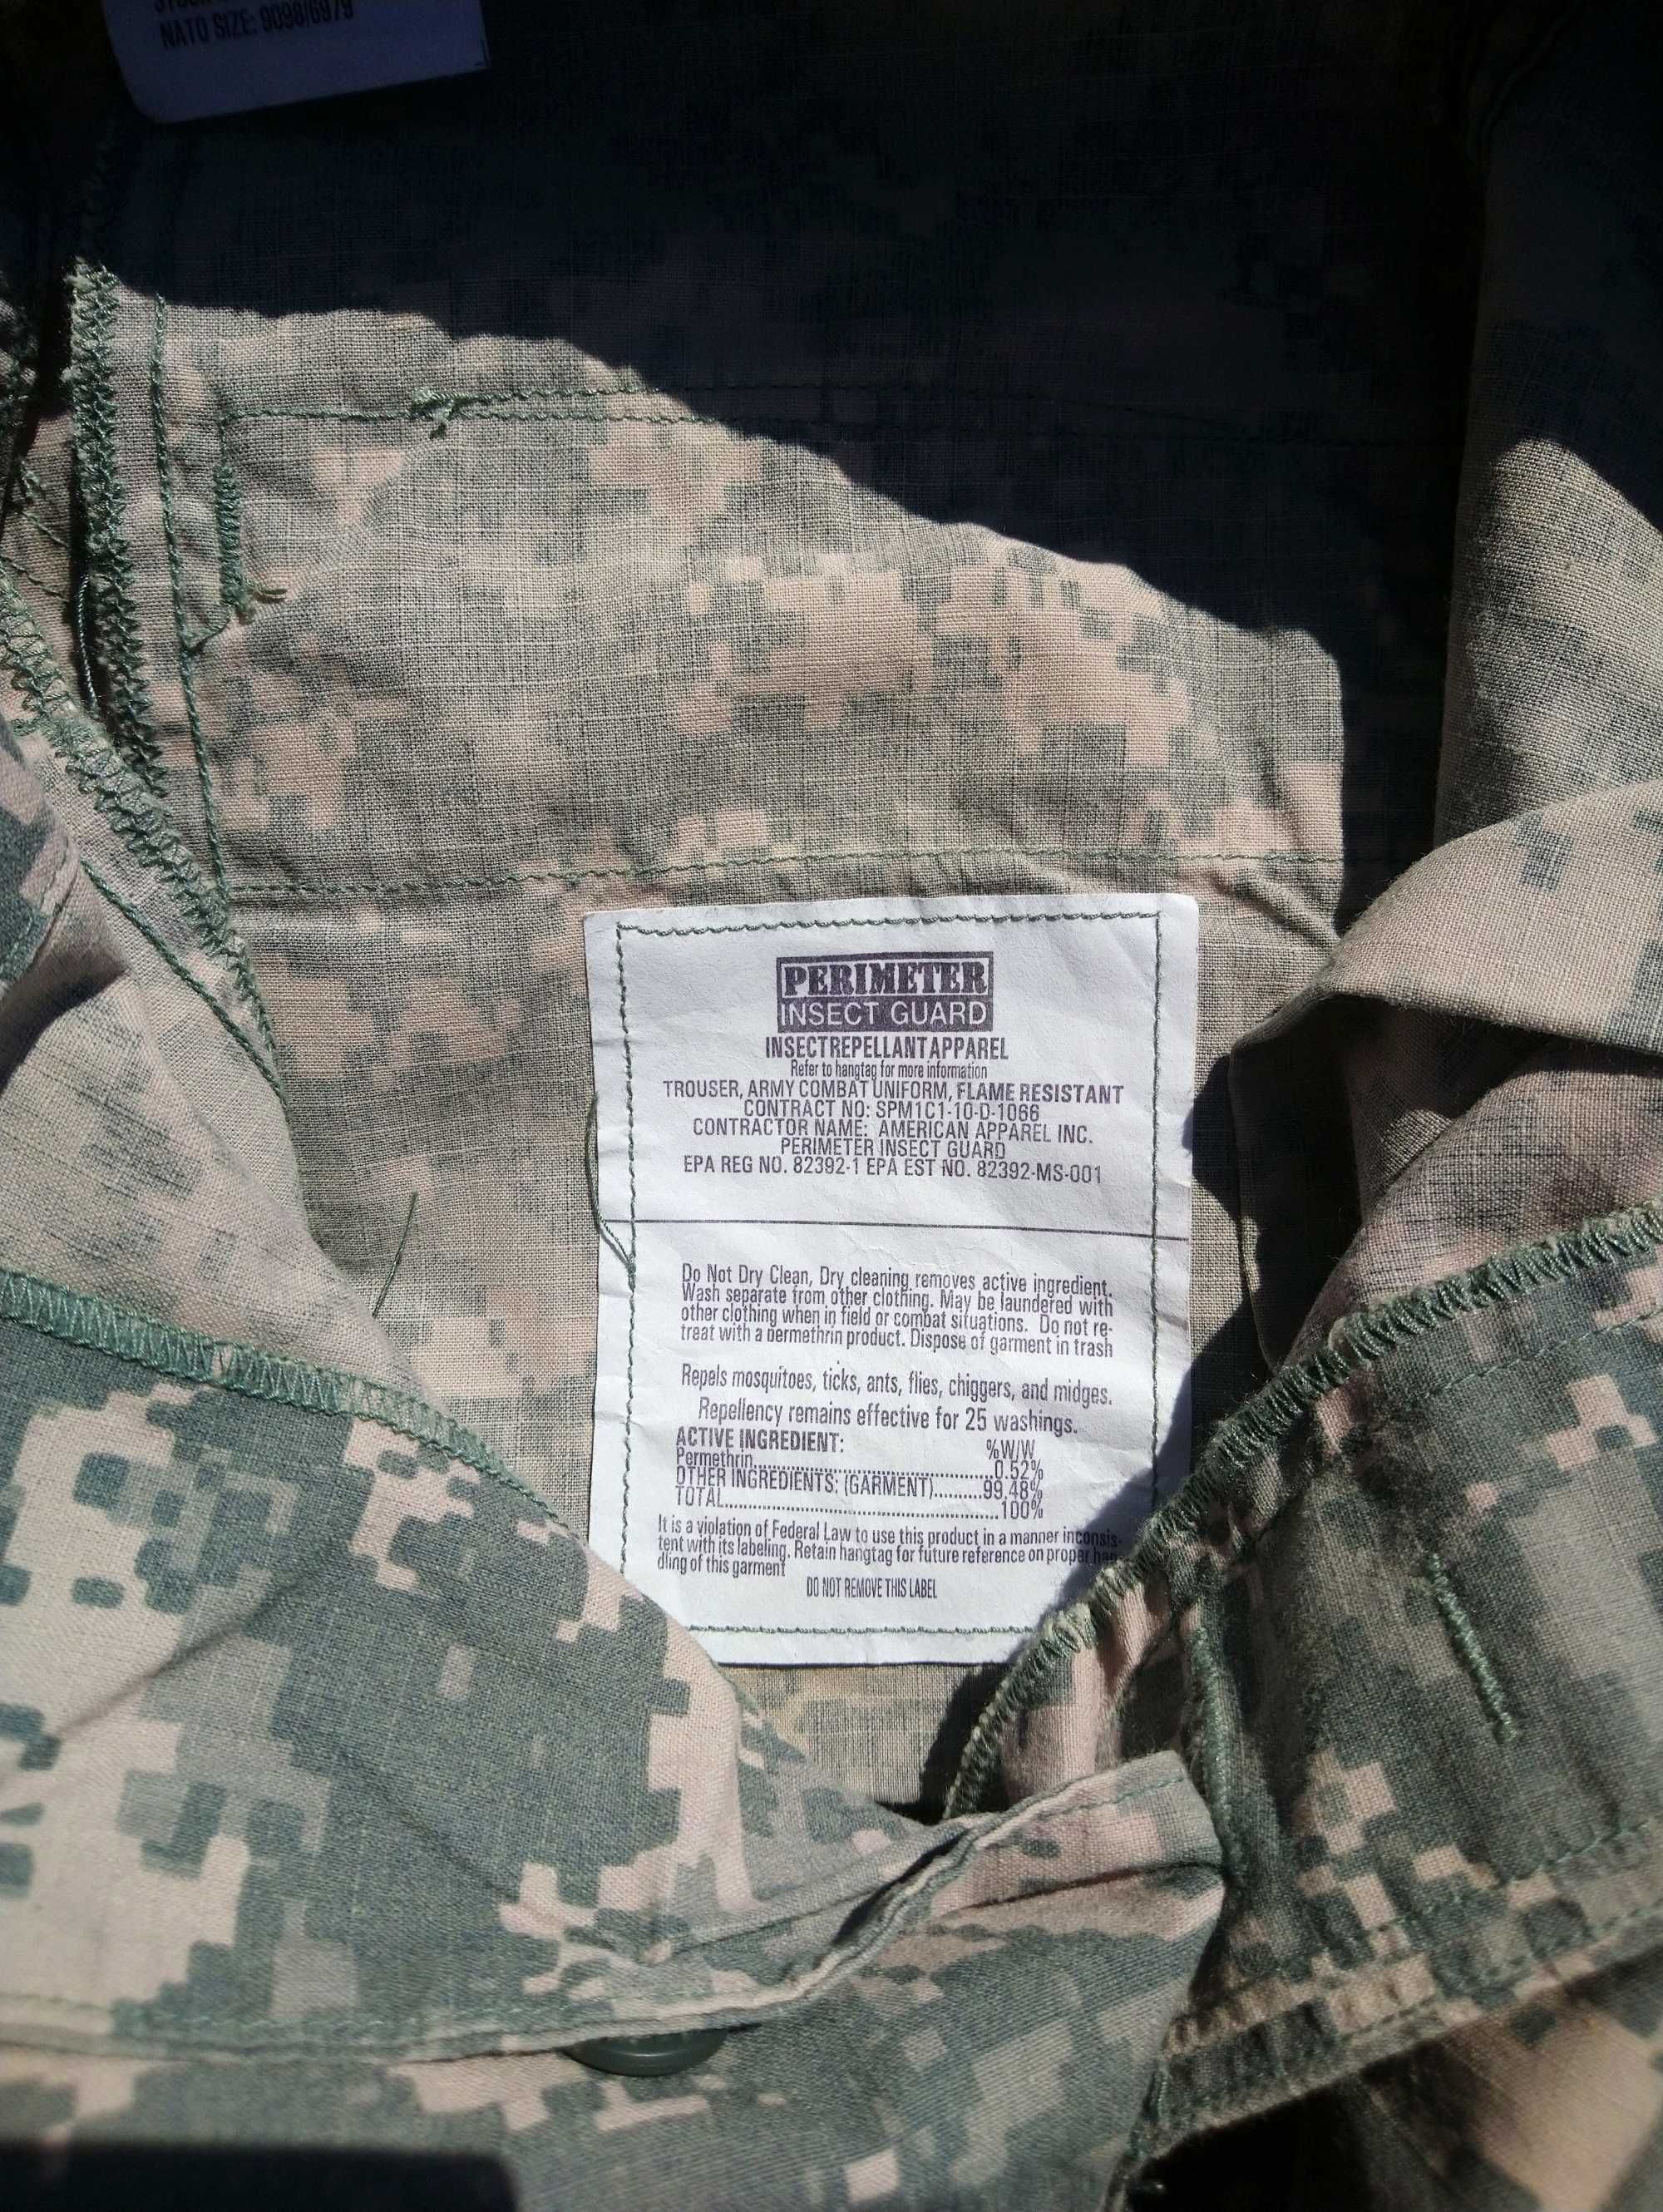 NATO SIZE: 9098/6979
PERIMETER
INSECT GUARD
INSECTREPELLANT APPAREL
Refer to hangtag for more information
TROUSER, ARMY COMBAT UNIFORM, FLAME RESISTANT
CONTRACT NO: SPM1C1-10-D-1066
CONTRACTOR NAME: AMERICAN APPAREL INC.
PERIMETER INSECT GUARD
EPA REG NO. 82392-1 EPA EST NO. 82392-MS-001
Do Not Dry Clean, Dry cleaning removes active ingredient.
Wash separate from other clothing. May be laundered with
other clothing when in field or combat situations. Do not re-
treat with a permethrin product. Dispose of garment in trash
Repels mosquitoes, ticks, ants, flies, chiggers, and midges.
Repellency remains effective for 25 washings.
ACTIVE INGREDIENT: %W/W
Permethrin..........................................0.52%
OTHER INGREDIENTS: (GARMENT)..........99.48%
TOTAL.................................................100%
It is a violation of Federal Law to use this product in a manner inconsis-
tent with its labeling. Retain hangtag for future reference on proper han-
dling of this garment
DO NOT REMOVE THIS LABEL